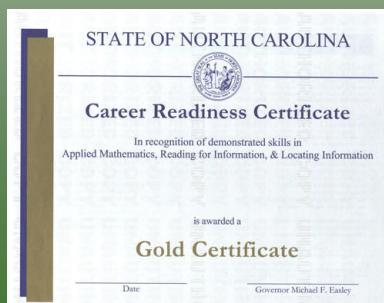 STATE OF NORTH CAROLINA
Career Readiness Certificate
In recognition of demonstrated skills in
Applied Mathematics, Reading for Information, & Locating Information
is awarded a
Gold Certificate
Date Governor Michael F. Easley